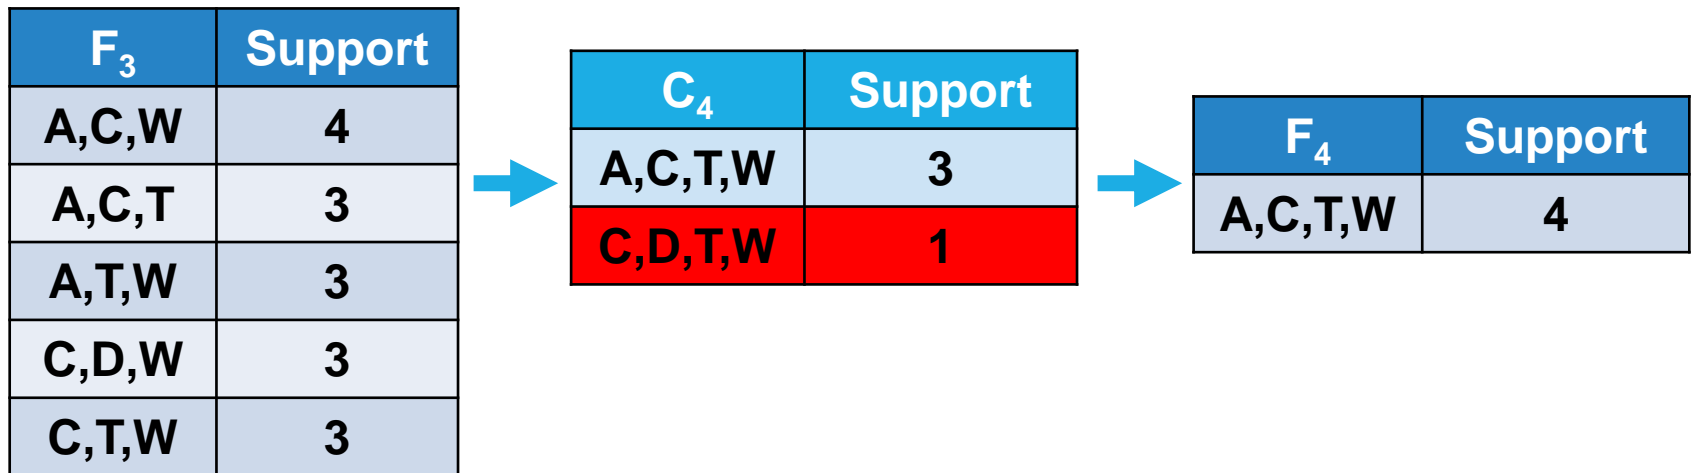 F₃ Support
A,C,W 4
A,C,T 3
A,T,W 3
C,D,W 3
C,T,W 3
C₄ Support
A,C,T,W 3
C,D,T,W 1
F₄ Support
A,C,T,W 4